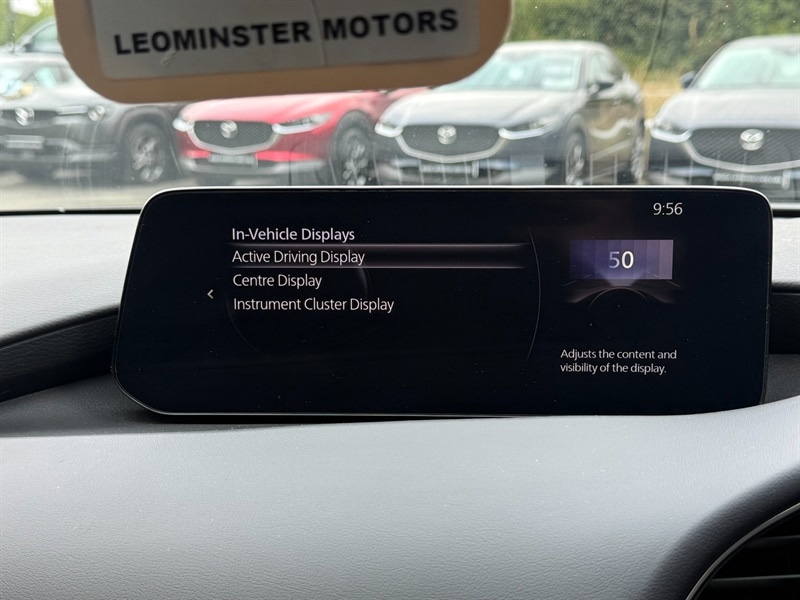 LEOMINSTER MOTORS
9:56
In-Vehicle Displays
Active Driving Display
Centre Display
Instrument Cluster Display
50
Adjusts the content and
visibility of the display.